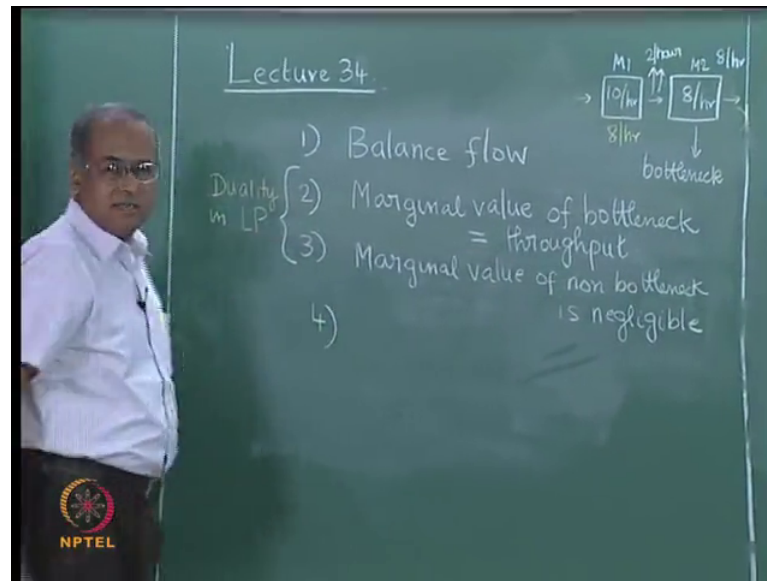 Lecture 34.
M1 2/hour M2 8/hr
10/hr 8/hr
8/hr
bottleneck
1) Balance flow
Duality in LP
2) Marginal value of bottleneck
= throughput
3) Marginal value of non bottleneck
is negligible
4)
NPTEL